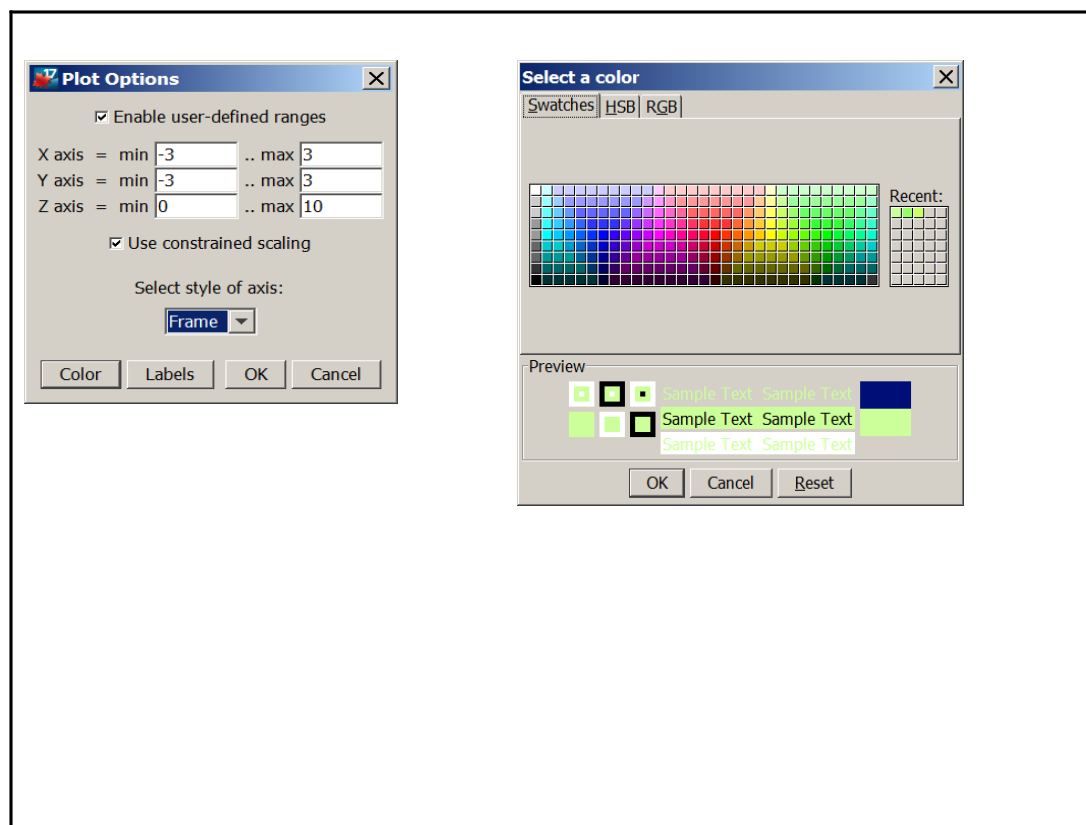 17 Plot Options
Enable user-defined ranges
X axis = min -3 .. max 3
Y axis = min -3 .. max 3
Z axis = min 0 .. max 10
Use constrained scaling
Select style of axis:
Frame
Color Labels OK Cancel
Select a color
Swatches HSB RGB
Recent:
Preview
Sample Text Sample Text
Sample Text Sample Text
Sample Text Sample Text
OK Cancel Reset